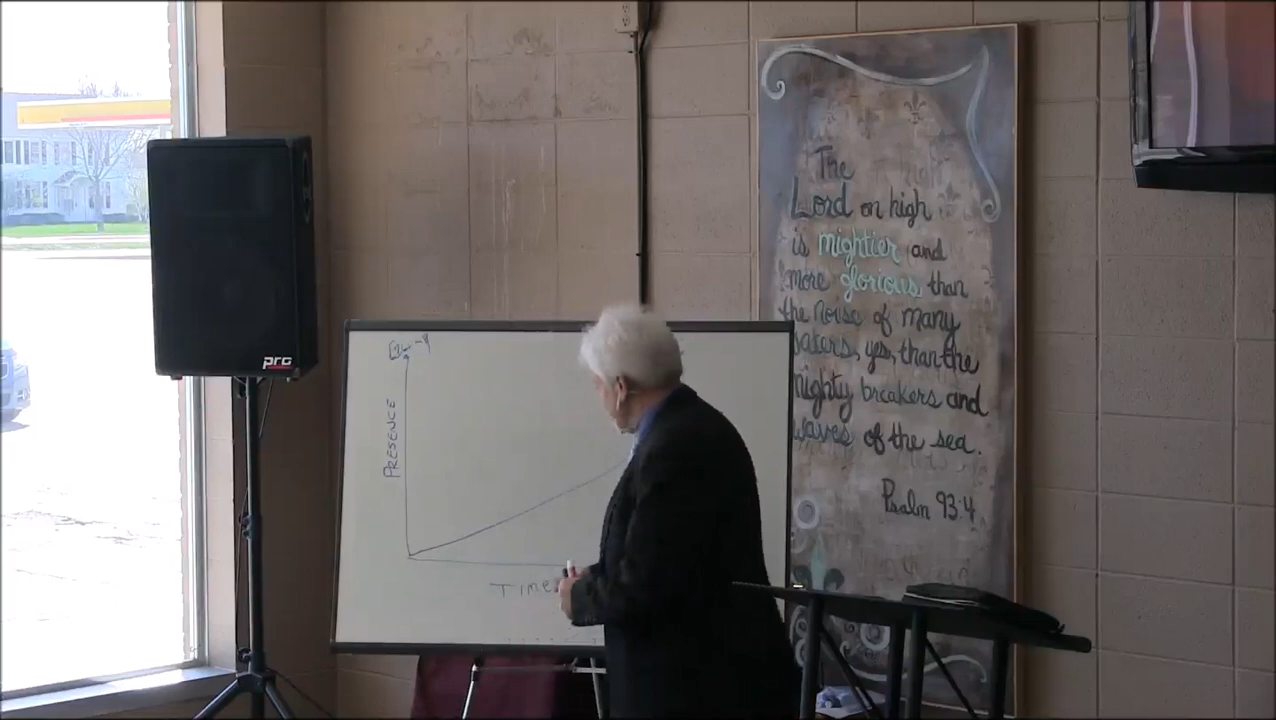 pro
PRESENCE
TIME
The
Lord on high
is mightier and
more glorious than
the noise of many
waters, yes, than the
mighty breakers and
waves of the sea.
Psalm 93:4